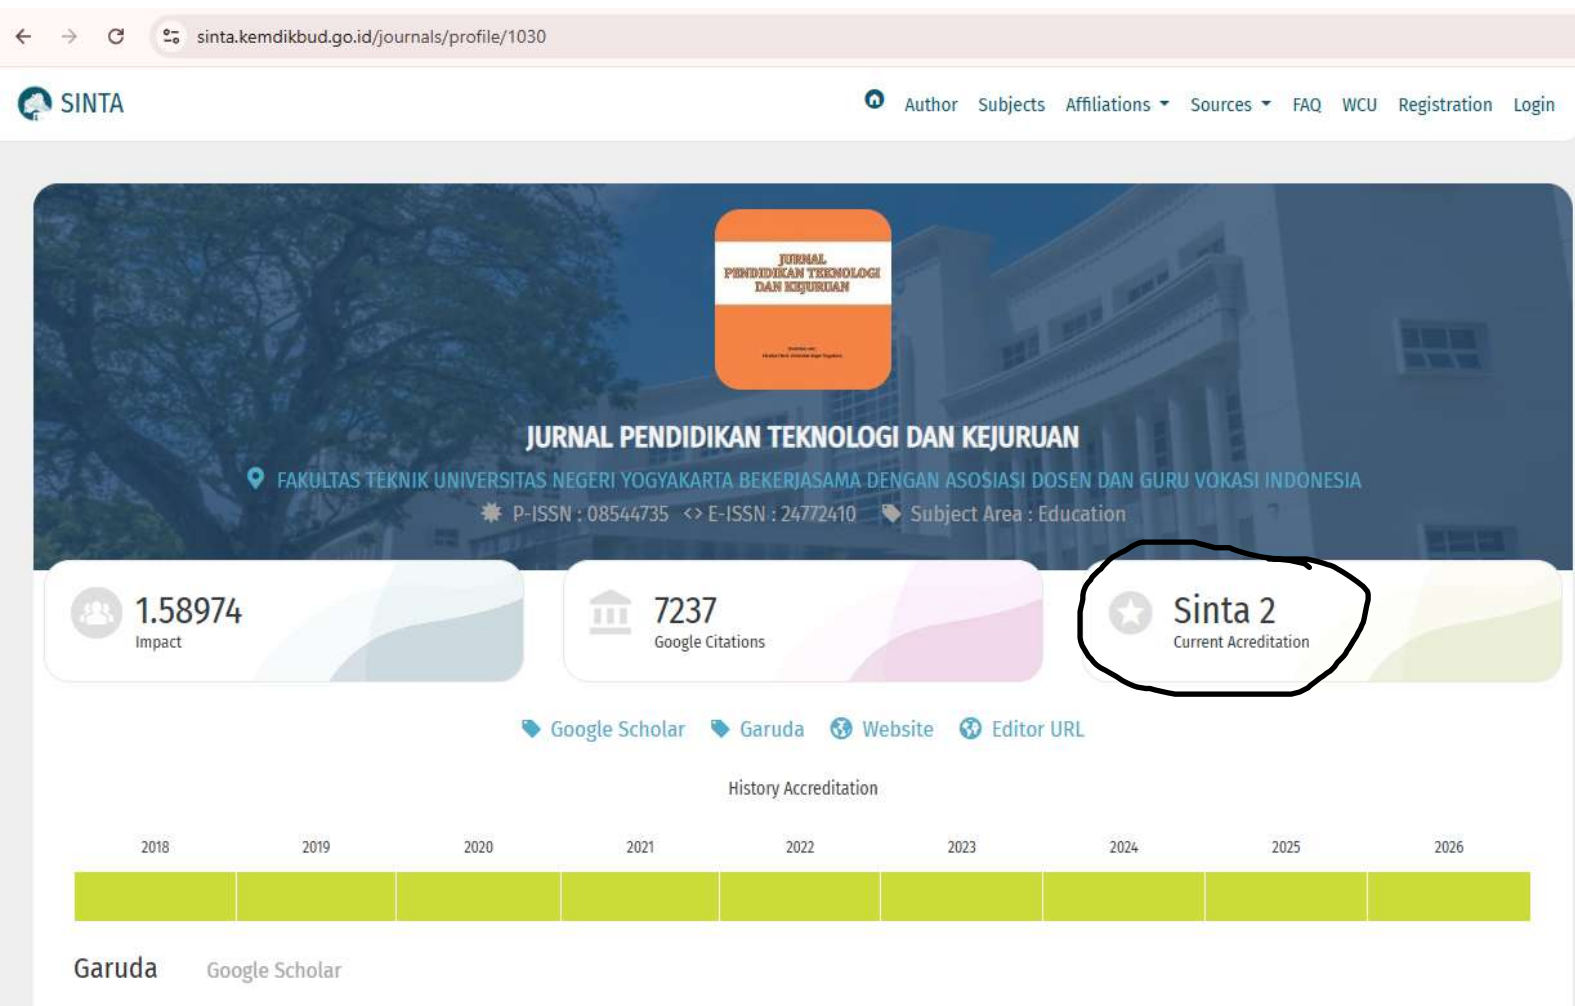 sinta.kemdikbud.go.id/journals/profile/1030
SINTA
Author Subjects Affiliations Sources FAQ WCU Registration Login
JURNAL
PENDIDIKAN TEKNOLOGI
DAN KEJURUAN
JURNAL PENDIDIKAN TEKNOLOGI DAN KEJURUAN
FAKULTAS TEKNIK UNIVERSITAS NEGERI YOGYAKARTA BEKERJASAMA DENGAN ASOSIASI DOSEN DAN GURU VOKASI INDONESIA
P-ISSN : 08544735 <> E-ISSN : 24772410 Subject Area : Education
1.58974
Impact
7237
Google Citations
Sinta 2
Current Acreditation
Google Scholar Garuda Website Editor URL
History Accreditation
2018 2019 2020 2021 2022 2023 2024 2025 2026
Garuda Google Scholar